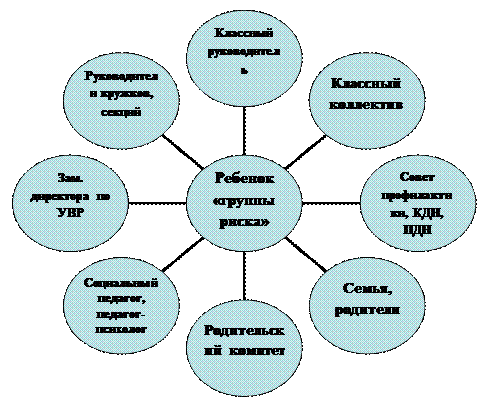 Классный
руководител
ь
Классный
коллектив
Совет
профилакти
ки, КДН,
ПДН
Семья,
родители
Родительск
ий комитет
Социальный
педагог,
педагог-
психолог
Зам.
директора по
УВР
Руководител
и кружков,
секций
Ребенок
«группы
риска»